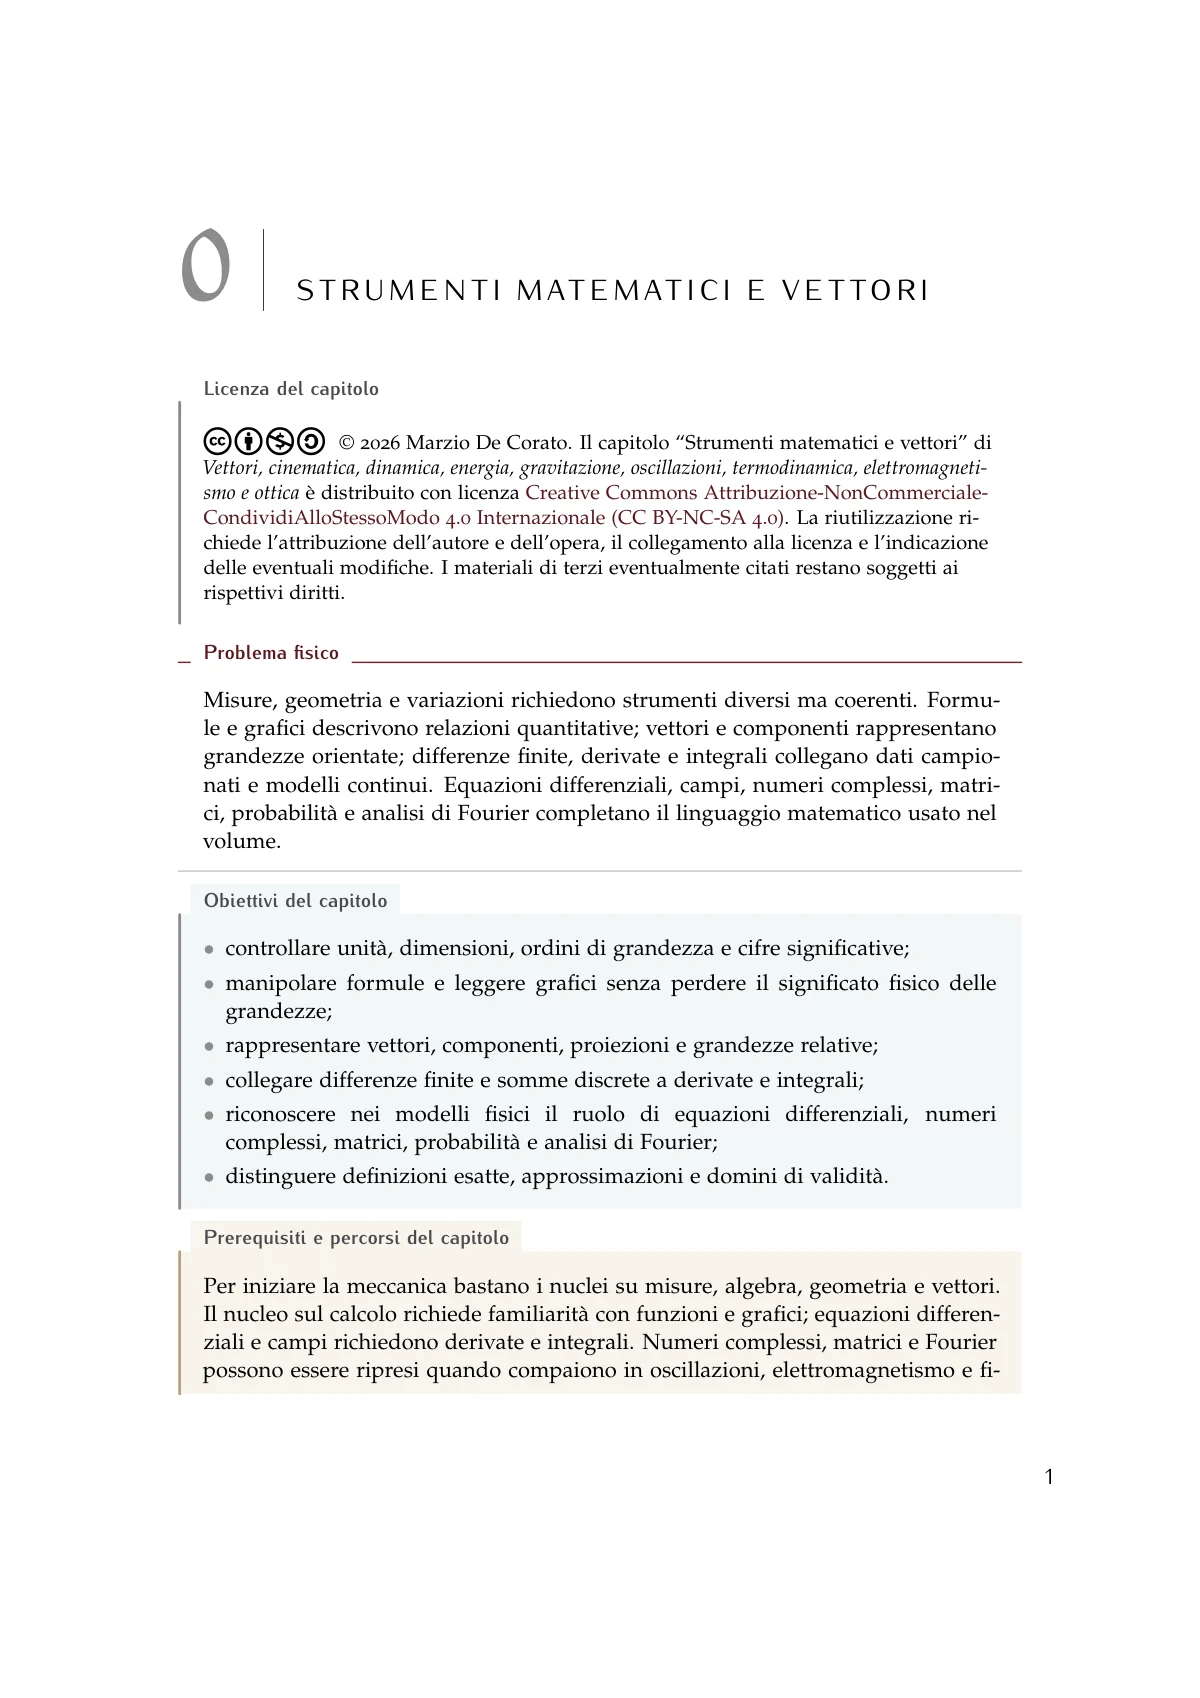 0
STRUMENTI MATEMATICI E VETTORI
Licenza del capitolo
© 2026 Marzio De Corato. Il capitolo “Strumenti matematici e vettori” di
Vettori, cinematica, dinamica, energia, gravitazione, oscillazioni, termodinamica, elettromagneti-
smo e ottica è distribuito con licenza Creative Commons Attribuzione-NonCommerciale-
CondividiAlloStessoModo 4.0 Internazionale (CC BY-NC-SA 4.0). La riutilizzazione ri-
chiede l’attribuzione dell’autore e dell’opera, il collegamento alla licenza e l’indicazione
delle eventuali modifiche. I materiali di terzi eventualmente citati restano soggetti ai
rispettivi diritti.
Problema fisico
Misure, geometria e variazioni richiedono strumenti diversi ma coerenti. Formu-
le e grafici descrivono relazioni quantitative; vettori e componenti rappresentano
grandezze orientate; differenze finite, derivate e integrali collegano dati campio-
nati e modelli continui. Equazioni differenziali, campi, numeri complessi, matri-
ci, probabilità e analisi di Fourier completano il linguaggio matematico usato nel
volume.
Obiettivi del capitolo
• controllare unità, dimensioni, ordini di grandezza e cifre significative;
• manipolare formule e leggere grafici senza perdere il significato fisico delle
grandezze;
• rappresentare vettori, componenti, proiezioni e grandezze relative;
• collegare differenze finite e somme discrete a derivate e integrali;
• riconoscere nei modelli fisici il ruolo di equazioni differenziali, numeri
complessi, matrici, probabilità e analisi di Fourier;
• distinguere definizioni esatte, approssimazioni e domini di validità.
Prerequisiti e percorsi del capitolo
Per iniziare la meccanica bastano i nuclei su misure, algebra, geometria e vettori.
Il nucleo sul calcolo richiede familiarità con funzioni e grafici; equazioni differen-
ziali e campi richiedono derivate e integrali. Numeri complessi, matrici e Fourier
possono essere ripresi quando compaiono in oscillazioni, elettromagnetismo e fi-
1